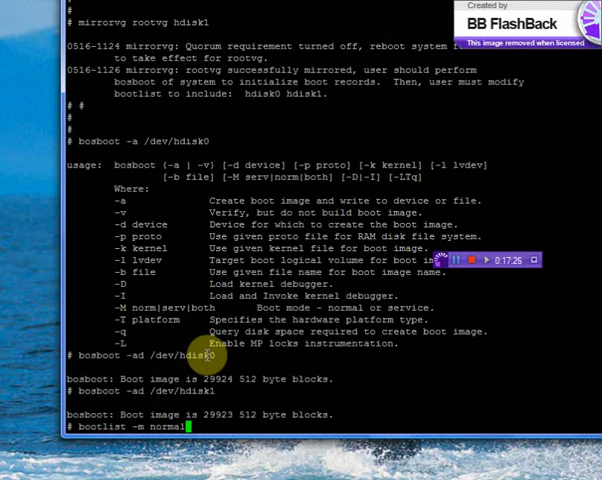 Created by
BB FlashBack
This image removed when licensed
#
# mirrorvg rootvg hdisk1
0516-1124 mirrorvg: Quorum requirement turned off, reboot system
to take effect for rootvg.
0516-1126 mirrorvg: rootvg successfully mirrored, user should perform
bosboot of system to initialize boot records. Then, user must modify
bootlist to include: hdisk0 hdisk1.
# #
#
#
# bosboot -a /dev/hdisk0
usage: bosboot {-a | -v} [-d device] [-p proto] [-k kernel] [-l lvdev]
[-b file] [-M serv|norm|both] [-D|-I] [-LTq]
Where:
-a Create boot image and write to device or file.
-v Verify, but do not build boot image.
-d device Device for which to create the boot image.
-p proto Use given proto file for RAM disk file system.
-k kernel Use given kernel file for boot image.
-l lvdev Target boot logical volume for boot
0:17.25
-b file Use given file name for boot image name.
-D Load kernel debugger.
-I Load and Invoke kernel debugger.
-M norm|serv|both Boot mode - normal or service.
-T platform Specifies the hardware platform type.
-q Query disk space required to create boot image.
-L Enable MP locks instrumentation.
# bosboot -ad /dev/hdisk0
bosboot: Boot image is 29924 512 byte blocks.
# bosboot -ad /dev/hdisk1
bosboot: Boot image is 29923 512 byte blocks.
# bootlist -m normal